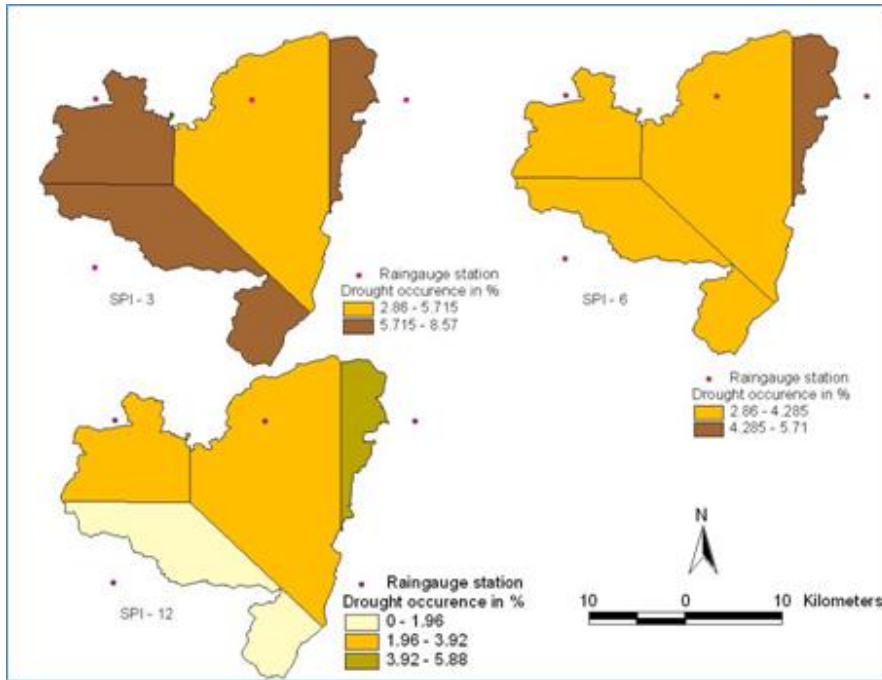 SPI - 3
Raingauge station
Drought occurence in %
2.86 - 5.715
5.715 - 8.57
SPI - 6
Raingauge station
Drought occurence in %
2.86 - 4.285
4.285 - 5.71
SPI - 12
Raingauge station
Drought occurence in %
0 - 1.96
1.96 - 3.92
3.92 - 5.88
N
10 0 10 Kilometers